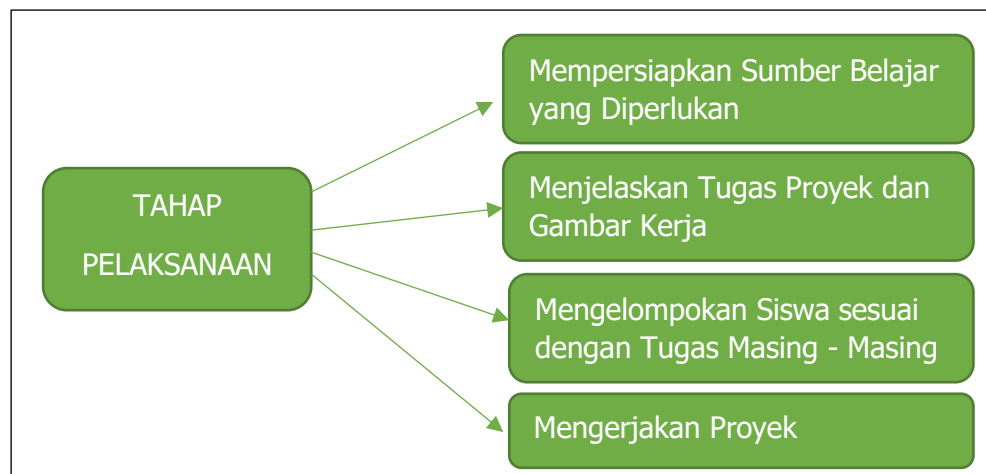 TAHAP
PELAKSANAAN
Mempersiapkan Sumber Belajar
yang Diperlukan
Menjelaskan Tugas Proyek dan
Gambar Kerja
Mengelompokan Siswa sesuai
dengan Tugas Masing - Masing
Mengerjakan Proyek